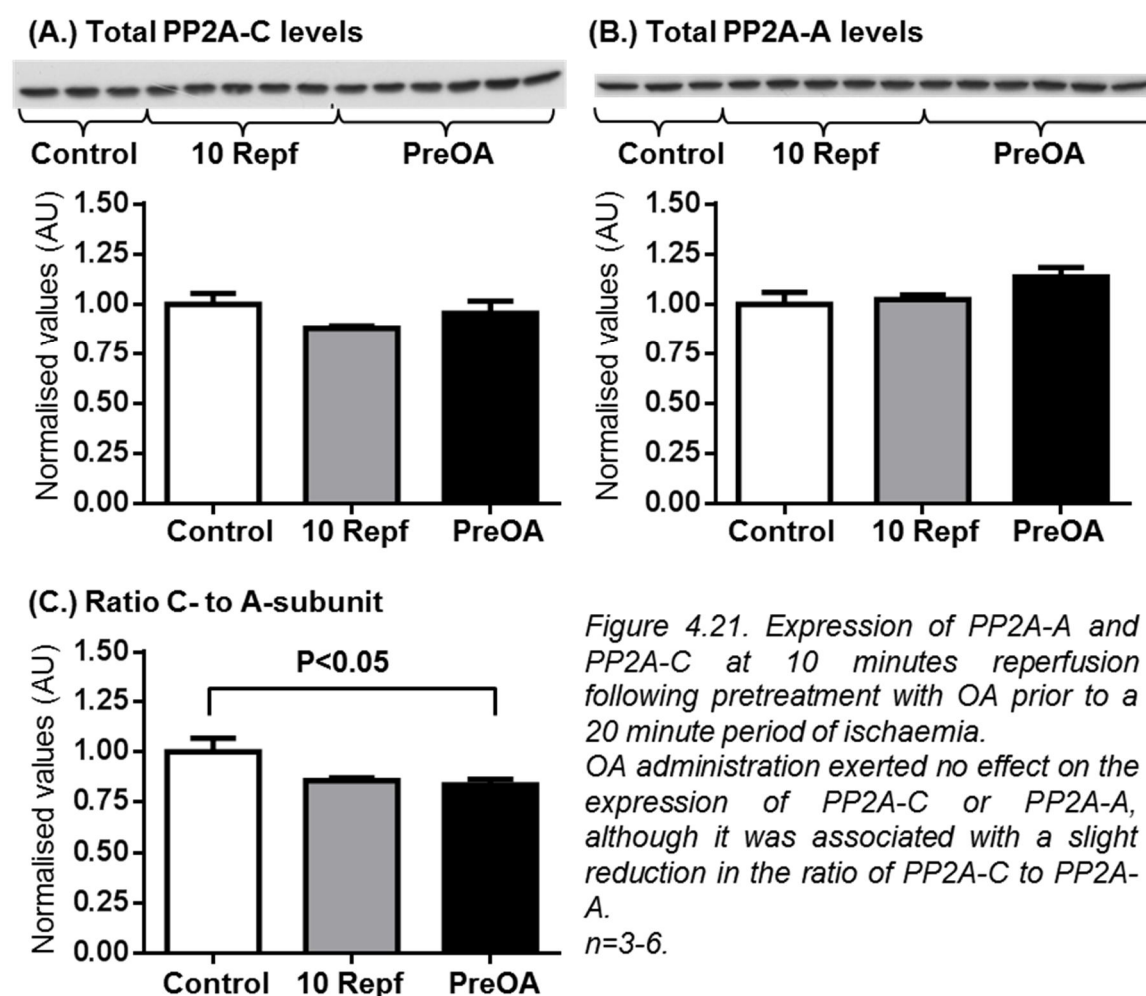 (A.) Total PP2A-C levels
Control 10 Repf PreOA
Normalised values (AU)
1.50
1.25
1.00
0.75
0.50
0.25
0.00
Control 10 Repf PreOA
(B.) Total PP2A-A levels
Control 10 Repf PreOA
Normalised values (AU)
1.50
1.25
1.00
0.75
0.50
0.25
0.00
Control 10 Repf PreOA
(C.) Ratio C- to A-subunit
Normalised values (AU)
1.50
1.25
1.00
0.75
0.50
0.25
0.00
P<0.05
Control 10 Repf PreOA
Figure 4.21. Expression of PP2A-A and
PP2A-C at 10 minutes reperfusion
following pretreatment with OA prior to a
20 minute period of ischaemia.
OA administration exerted no effect on the
expression of PP2A-C or PP2A-A,
although it was associated with a slight
reduction in the ratio of PP2A-C to PP2A-
A.
n=3-6.